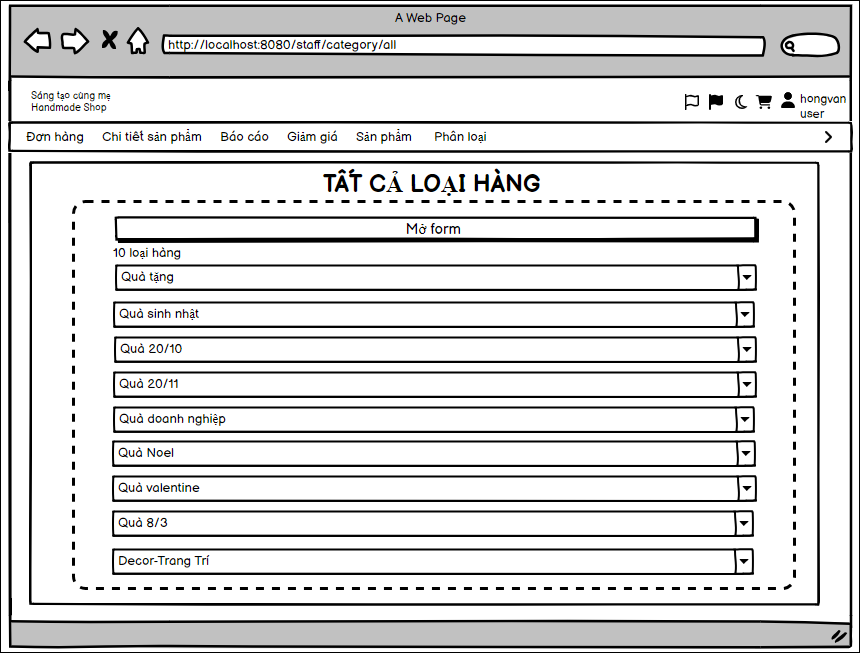 A Web Page
http://localhost:8080/staff/category/all
Sáng tạo cùng mẹ
Handmade Shop
hongvan
user
Đơn hàng Chi tiết sản phẩm Báo cáo Giảm giá Sản phẩm Phân loại
TẤT CẢ LOẠI HÀNG
Mở form
10 loại hàng
Quà tặng
Quà sinh nhật
Quà 20/10
Quà 20/11
Quà doanh nghiệp
Quà Noel
Quà valentine
Quà 8/3
Decor-Trang Trí